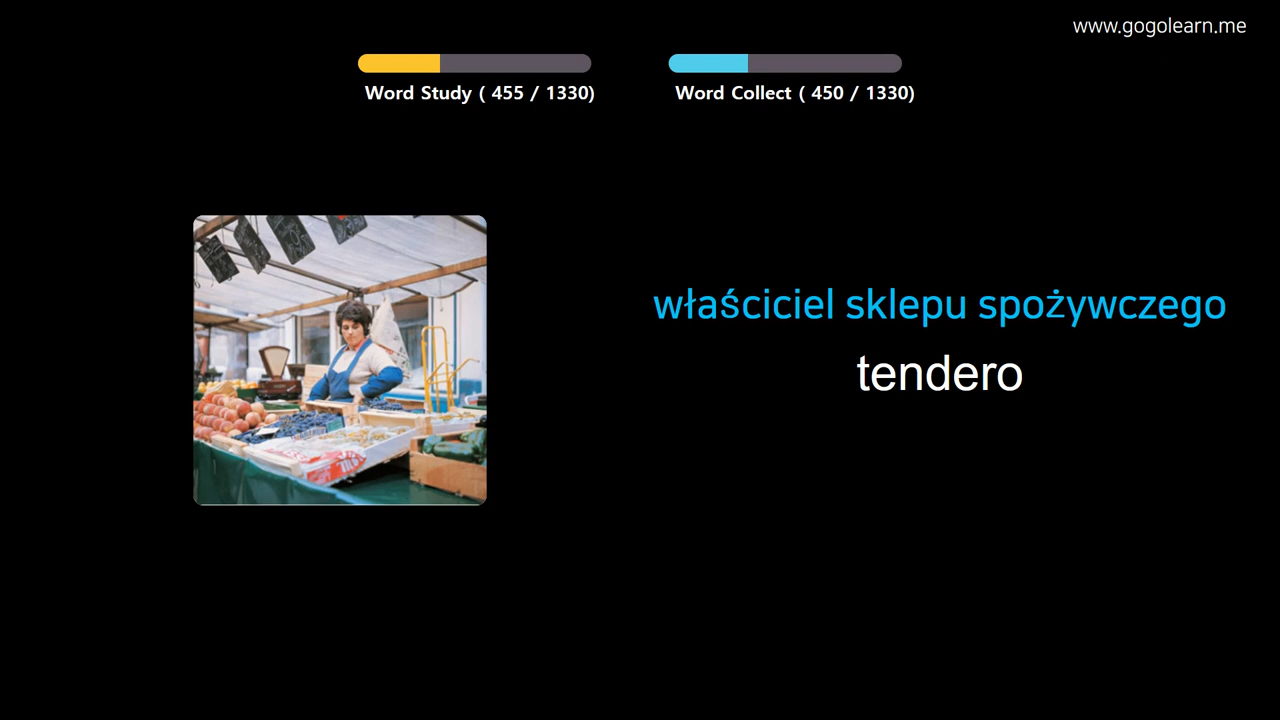 www.gogolearn.me
Word Study ( 455 / 1330)
Word Collect ( 450 / 1330)
właściciel sklepu spożywczego
tendero